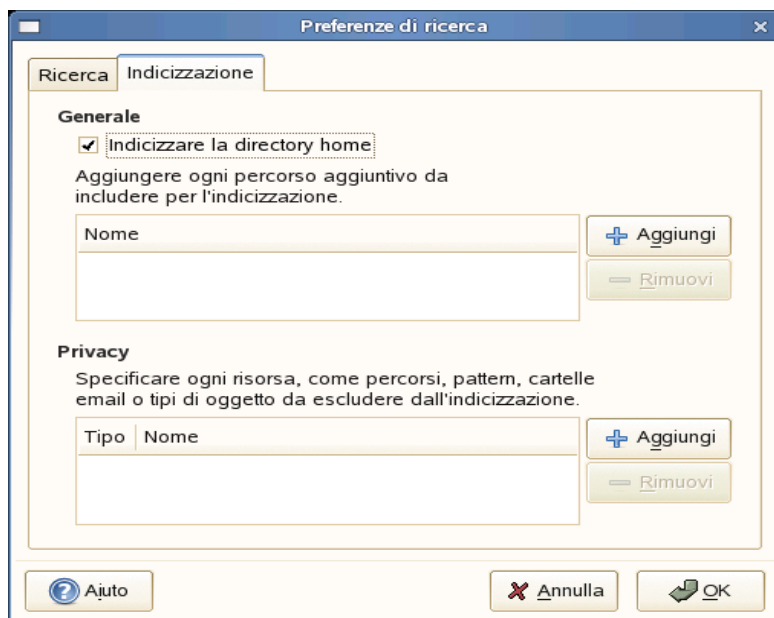 Preferenze di ricerca
Ricerca
Indicizzazione
Generale
Indicizzare la directory home
Aggiungere ogni percorso aggiuntivo da
includere per l'indicizzazione.
Nome
Aggiungi
Rimuovi
Privacy
Specificare ogni risorsa, come percorsi, pattern, cartelle
email o tipi di oggetto da escludere dall'indicizzazione.
Tipo
Nome
Aggiungi
Rimuovi
Aiuto
Annulla
OK